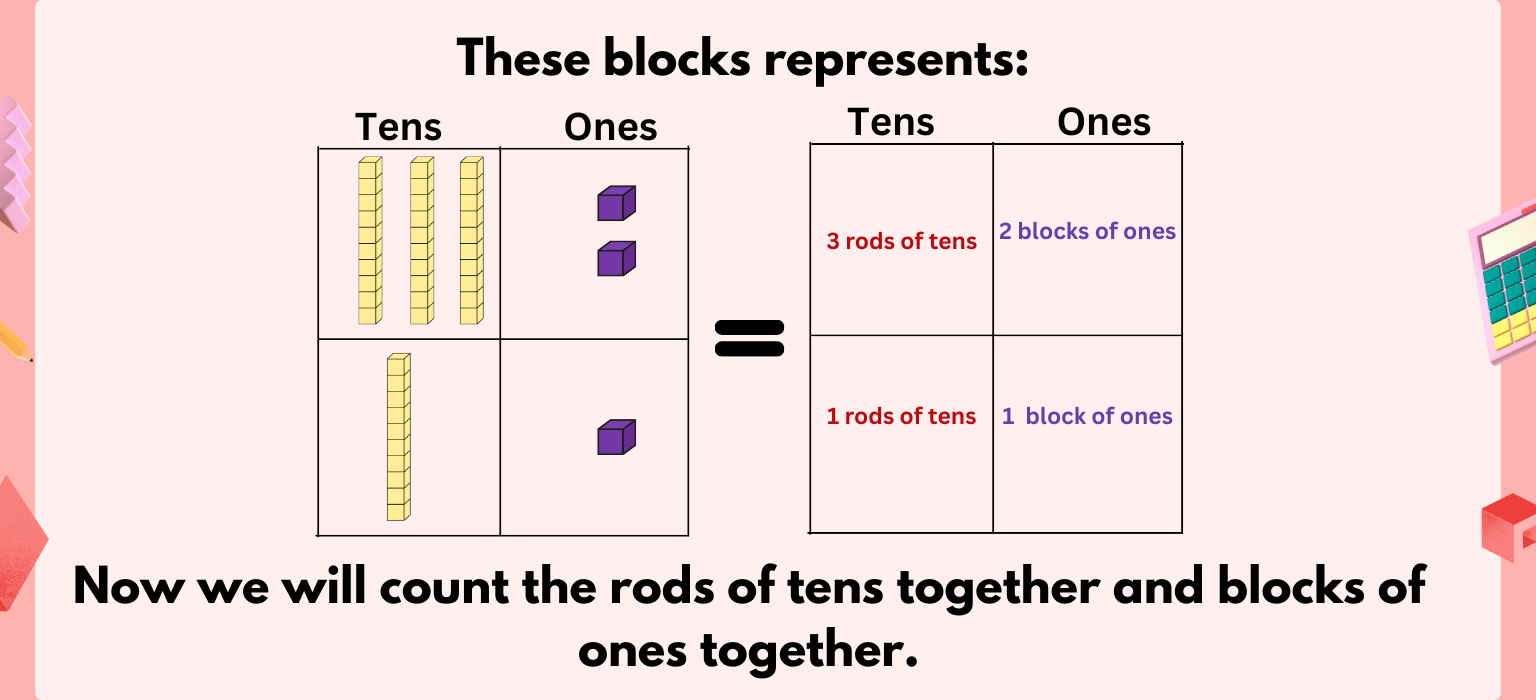 These blocks represents:
Tens Ones
Tens Ones
3 rods of tens
2 blocks of ones
1 rods of tens
1 block of ones
Now we will count the rods of tens together and blocks of
ones together.